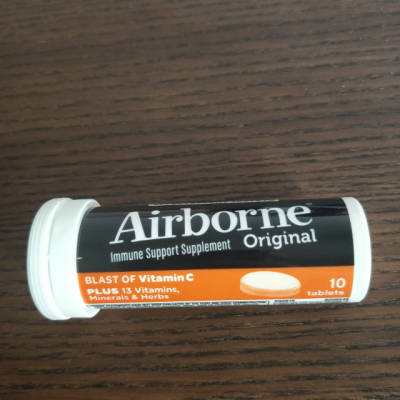 Airborne
Immune Support Supplement Original
BLAST OF Vitamin C
PLUS 13 Vitamins,
Minerals & Herbs
10
tablets